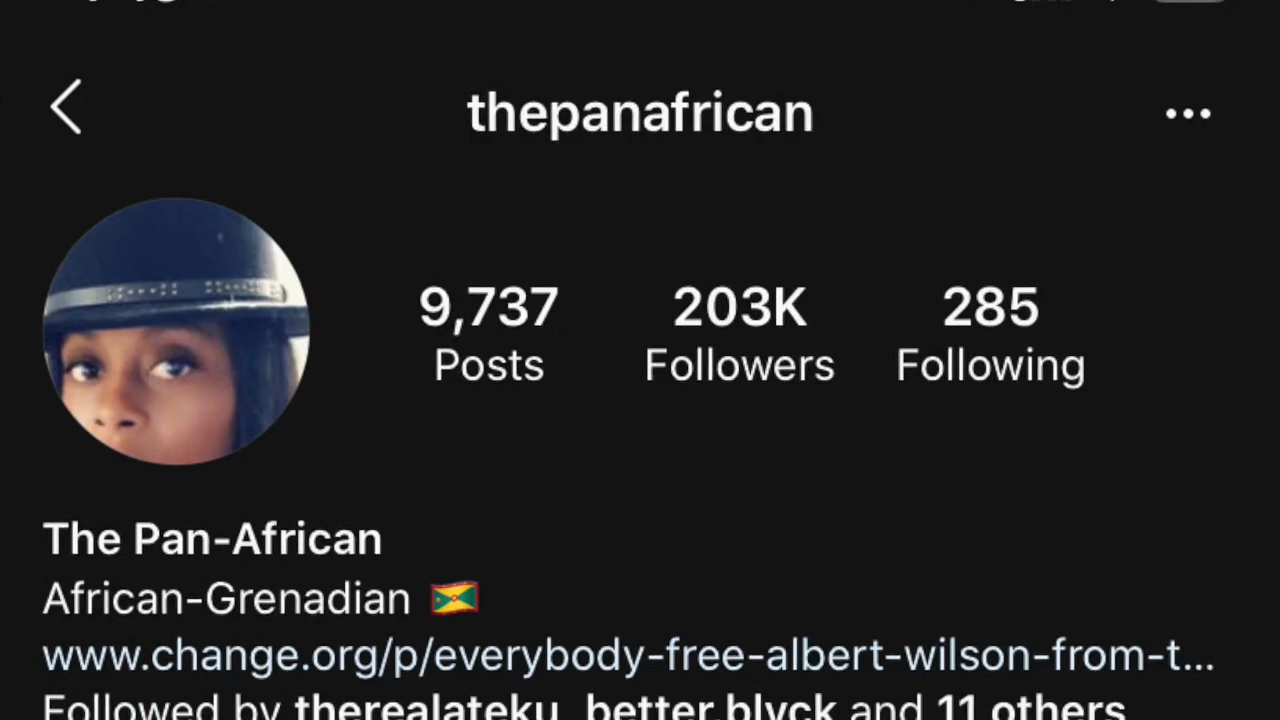 thepanafrican
9,737 203K 285
Posts Followers Following
The Pan-African
African-Grenadian
www.change.org/p/everybody-free-albert-wilson-from-t...
Followed by therealateku, better.blvck and 11 others